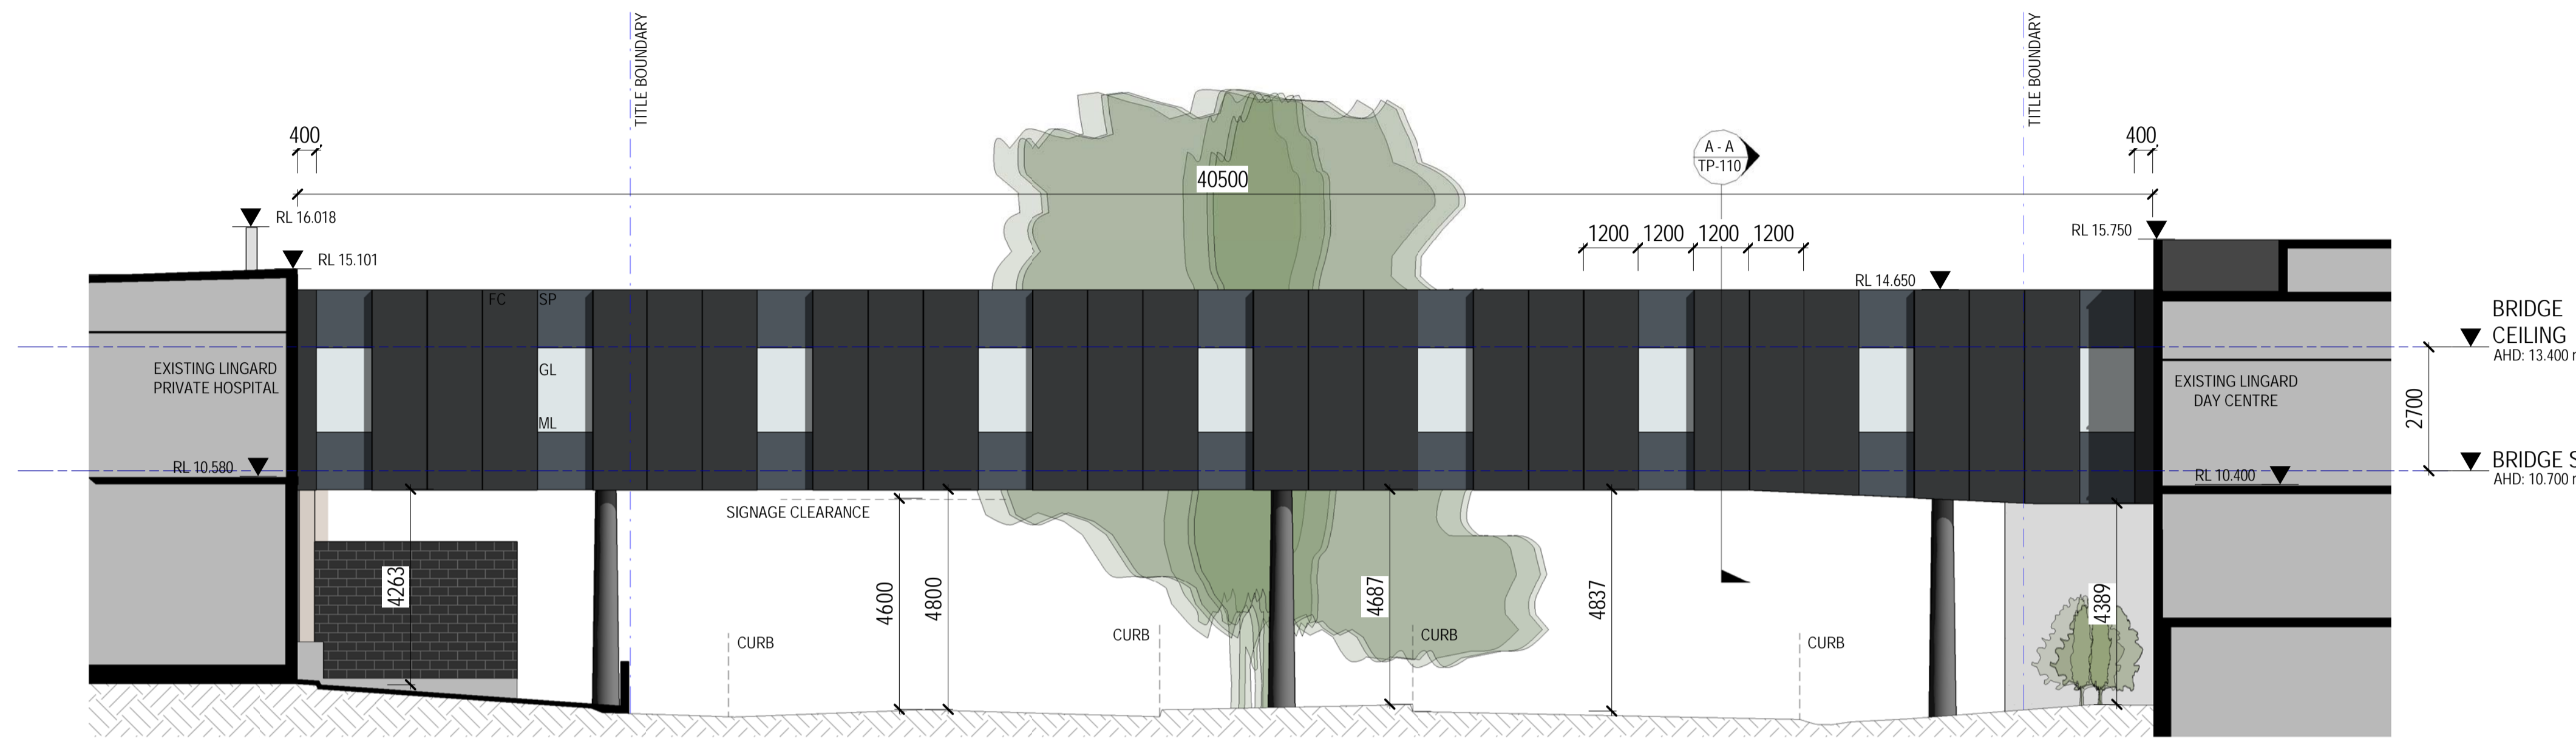 TITLE BOUNDARY
TITLE BOUNDARY
400
400
A - A
TP-110
40500
RL 16.018
RL 15.750
1200 1200 1200 1200
RL 15.101
RL 14.650
FC SP
BRIDGE
CEILING
AHD: 13.400
EXISTING LINGARD
PRIVATE HOSPITAL
GL
EXISTING LINGARD
DAY CENTRE
2700
ML
RL 10.580
BRIDGE S
AHD: 10.700
RL 10.400
SIGNAGE CLEARANCE
4263
4600
4800
4687
4837
4389
CURB
CURB
CURB
CURB